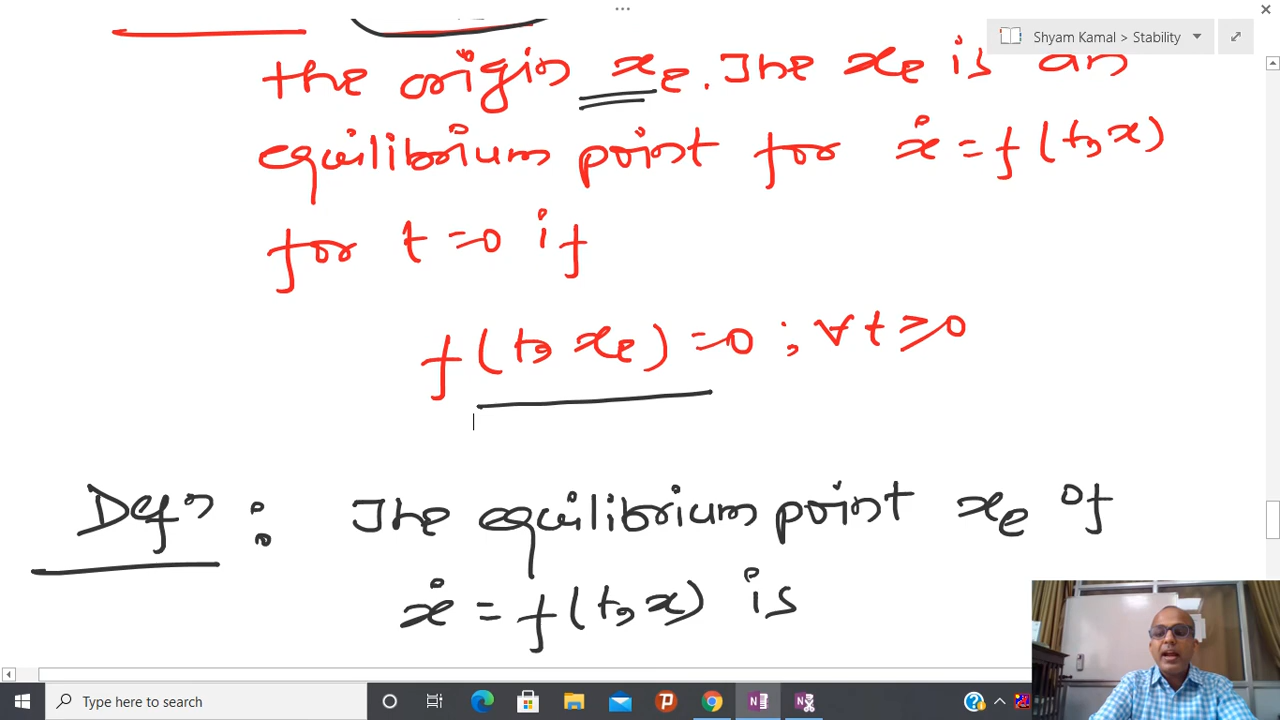 Shyam Kamal > Stability
the origin xₑ. The xₑ is an
equilibrium point for ẋ = f(t, x)
for t = 0 if
f(t, xₑ) = 0 ; ∀ t ≥ 0
Defⁿ : The equilibrium point xₑ of
ẋ = f(t, x) is
Type here to search